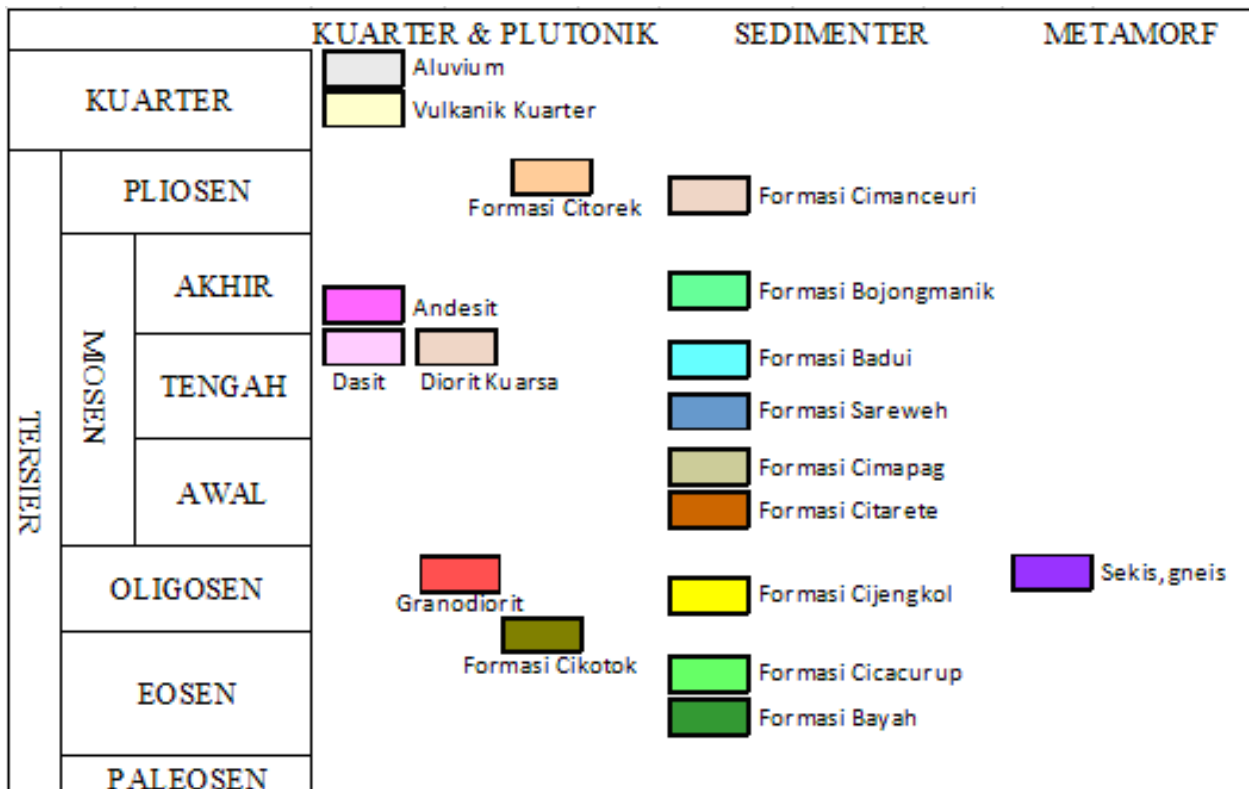 KUARTER & PLUTONIK SEDIMENTER METAMORF
KUARTER
Aluvium
Vulkanik Kuarter
TERSIER
PLIOSEN
Formasi Citorek
Formasi Cimanceuri
MOSEN
AKHIR
Andesit
Formasi Bojongmanik
TENGAH
Dasit
Diorit Kuarsa
Formasi Badui
Formasi Sareweh
AWAL
Formasi Cimapag
Formasi Citarete
OLIGOSEN
Granodiorit
Formasi Cijengkol
Sekis,gneis
EOSEN
Formasi Cikotok
Formasi Cicacurup
Formasi Bayah
PALEOSEN